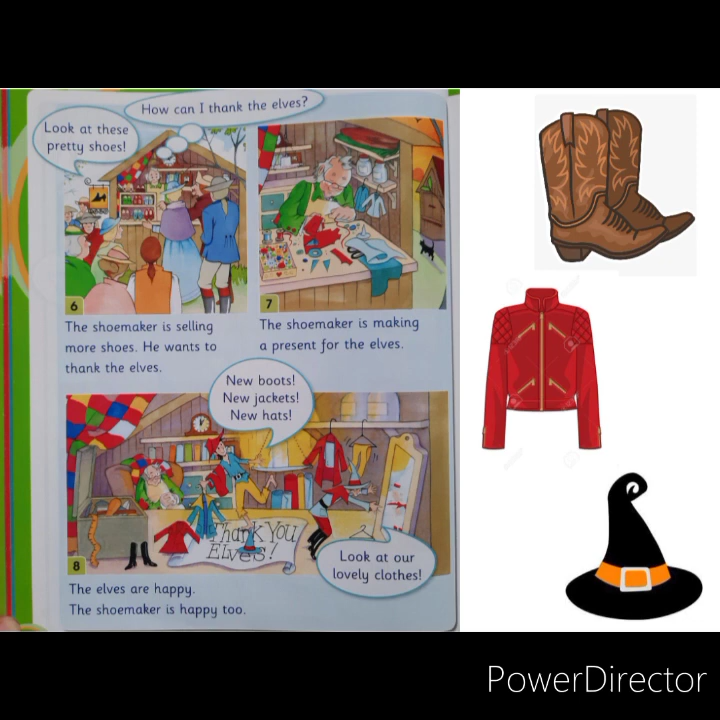 How can I thank the elves?
Look at these
pretty shoes!
6
7
The shoemaker is selling
more shoes. He wants to
thank the elves.
The shoemaker is making
a present for the elves.
New boots!
New jackets!
New hats!
Thank You
Elves!
8
Look at our
lovely clothes!
The elves are happy.
The shoemaker is happy too.
PowerDirector